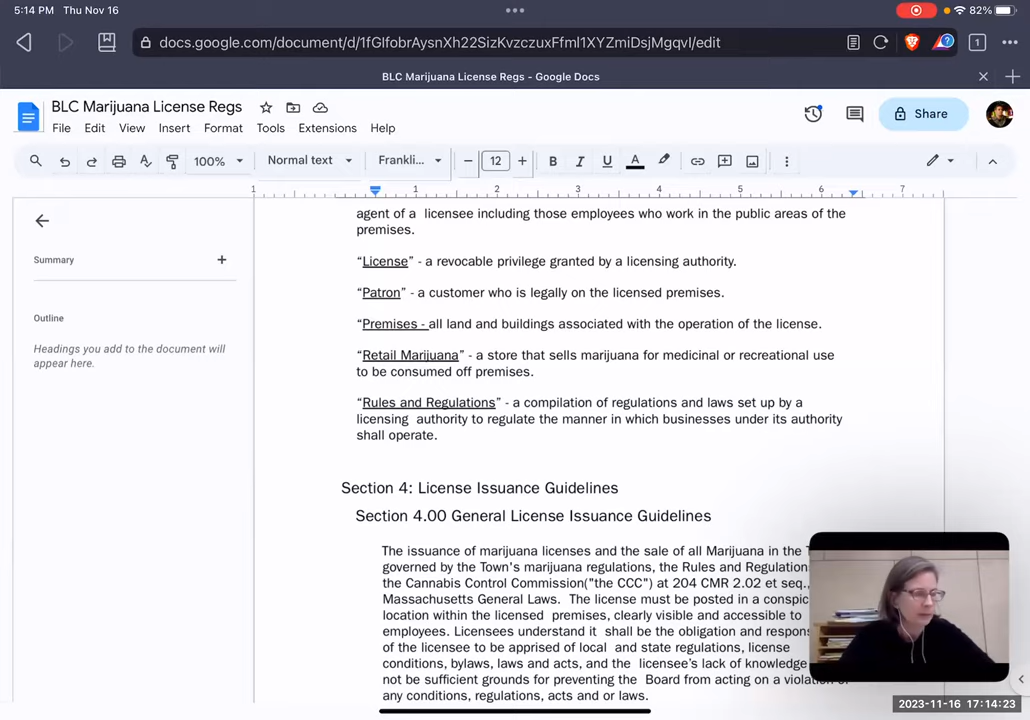 5:14 PM Thu Nov 16
82%
docs.google.com/document/d/1fGIfobrAysnXh22SizKvzczuxFfml1XYZmiDsjMgqvI/edit
1
BLC Marijuana License Regs - Google Docs
BLC Marijuana License Regs
Share
File Edit View Insert Format Tools Extensions Help
100% Normal text Frankli... 12 B I U A
1 1 2 3 4 5 6 7
Summary
Outline
Headings you add to the document will
appear here.
agent of a licensee including those employees who work in the public areas of the
premises.
“License” - a revocable privilege granted by a licensing authority.
“Patron” - a customer who is legally on the licensed premises.
“Premises - all land and buildings associated with the operation of the license.
“Retail Marijuana” - a store that sells marijuana for medicinal or recreational use
to be consumed off premises.
“Rules and Regulations” - a compilation of regulations and laws set up by a
licensing authority to regulate the manner in which businesses under its authority
shall operate.
Section 4: License Issuance Guidelines
Section 4.00 General License Issuance Guidelines
The issuance of marijuana licenses and the sale of all Marijuana in the
governed by the Town's marijuana regulations, the Rules and Regulation
the Cannabis Control Commission("the CCC") at 204 CMR 2.02 et seq.,
Massachusetts General Laws. The license must be posted in a conspic
location within the licensed premises, clearly visible and accessible to
employees. Licensees understand it shall be the obligation and respons
of the licensee to be apprised of local and state regulations, license
conditions, bylaws, laws and acts, and the licensee's lack of knowledge
not be sufficient grounds for preventing the Board from acting on a
any conditions, regulations, acts and or laws.
2023-11-16 17:14:23